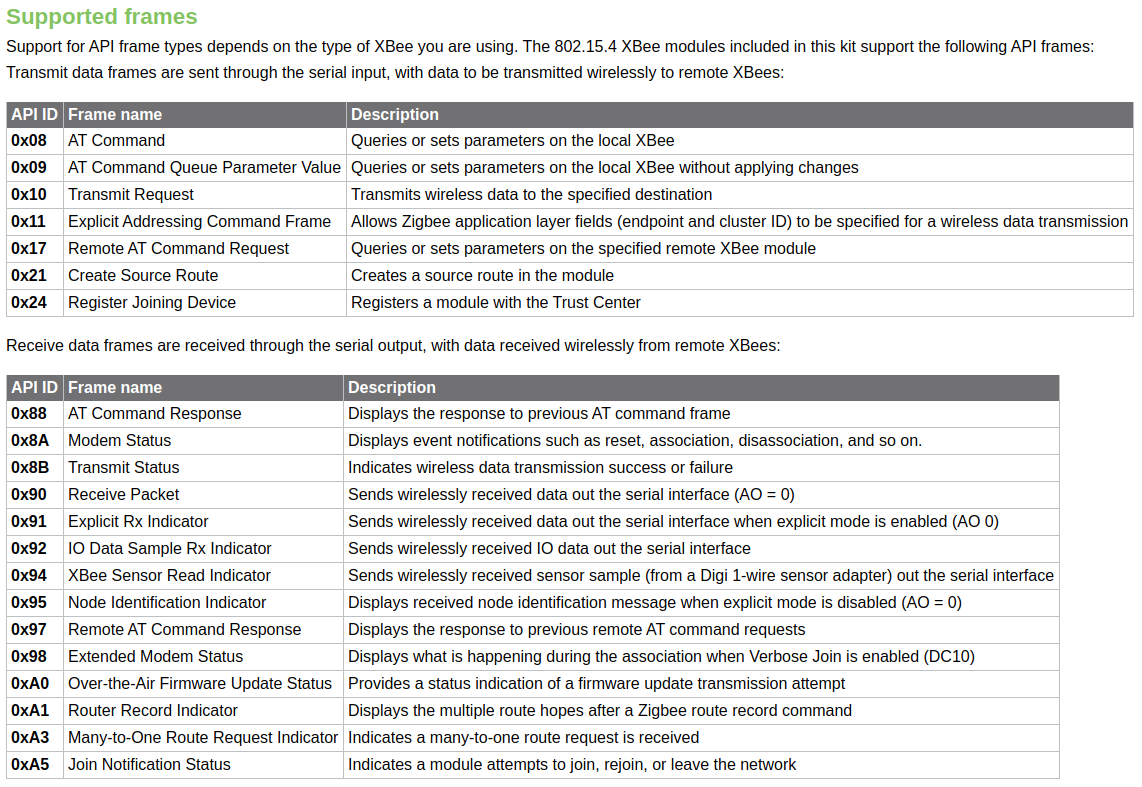 Supported frames
Support for API frame types depends on the type of XBee you are using. The 802.15.4 XBee modules included in this kit support the following API frames:
Transmit data frames are sent through the serial input, with data to be transmitted wirelessly to remote XBees:
API ID Frame name Description
0x08 AT Command Queries or sets parameters on the local XBee
0x09 AT Command Queue Parameter Value Queries or sets parameters on the local XBee without applying changes
0x10 Transmit Request Transmits wireless data to the specified destination
0x11 Explicit Addressing Command Frame Allows Zigbee application layer fields (endpoint and cluster ID) to be specified for a wireless data transmission
0x17 Remote AT Command Request Queries or sets parameters on the specified remote XBee module
0x21 Create Source Route Creates a source route in the module
0x24 Register Joining Device Registers a module with the Trust Center
Receive data frames are received through the serial output, with data received wirelessly from remote XBees:
API ID Frame name Description
0x88 AT Command Response Displays the response to previous AT command frame
0x8A Modem Status Displays event notifications such as reset, association, disassociation, and so on.
0x8B Transmit Status Indicates wireless data transmission success or failure
0x90 Receive Packet Sends wirelessly received data out the serial interface (AO = 0)
0x91 Explicit Rx Indicator Sends wirelessly received data out the serial interface when explicit mode is enabled (AO 0)
0x92 IO Data Sample Rx Indicator Sends wirelessly received IO data out the serial interface
0x94 XBee Sensor Read Indicator Sends wirelessly received sensor sample (from a Digi 1-wire sensor adapter) out the serial interface
0x95 Node Identification Indicator Displays received node identification message when explicit mode is disabled (AO = 0)
0x97 Remote AT Command Response Displays the response to previous remote AT command requests
0x98 Extended Modem Status Displays what is happening during the association when Verbose Join is enabled (DC10)
0xA0 Over-the-Air Firmware Update Status Provides a status indication of a firmware update transmission attempt
0xA1 Router Record Indicator Displays the multiple route hopes after a Zigbee route record command
0xA3 Many-to-One Route Request Indicator Indicates a many-to-one route request is received
0xA5 Join Notification Status Indicates a module attempts to join, rejoin, or leave the network